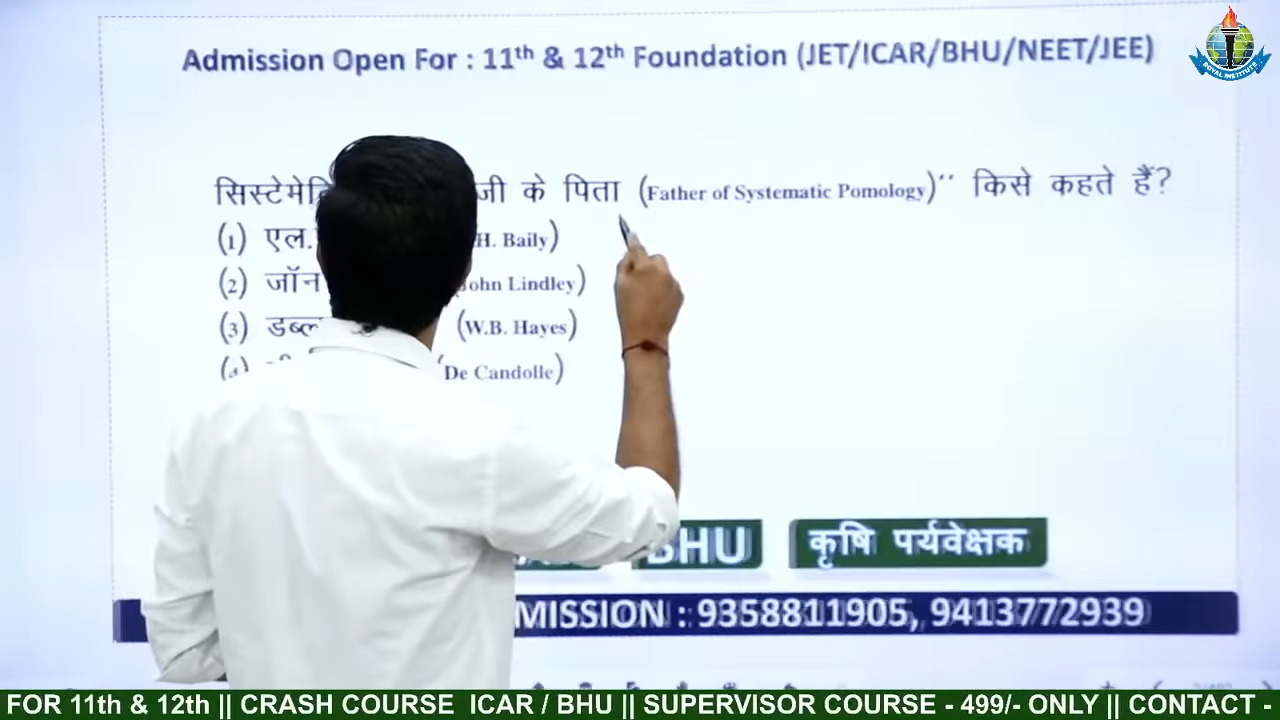 Admission Open For : 11th & 12th Foundation (JET/ICAR/BHU/NEET/JEE)
ROYAL INSTITUTE
जी के पिता (Father of Systematic Pomology)’’ किसे कहते हैं?
(1) एल. H. Baily)
(2) जॉन John Lindley)
(3) (W.B. Hayes)
(De Candolle)
BHU कृषि पर्यवेक्षक
MISSION : 9358811905, 9413772939
FOR 11th & 12th || CRASH COURSE ICAR / BHU || SUPERVISOR COURSE - 499/- ONLY || CONTACT -